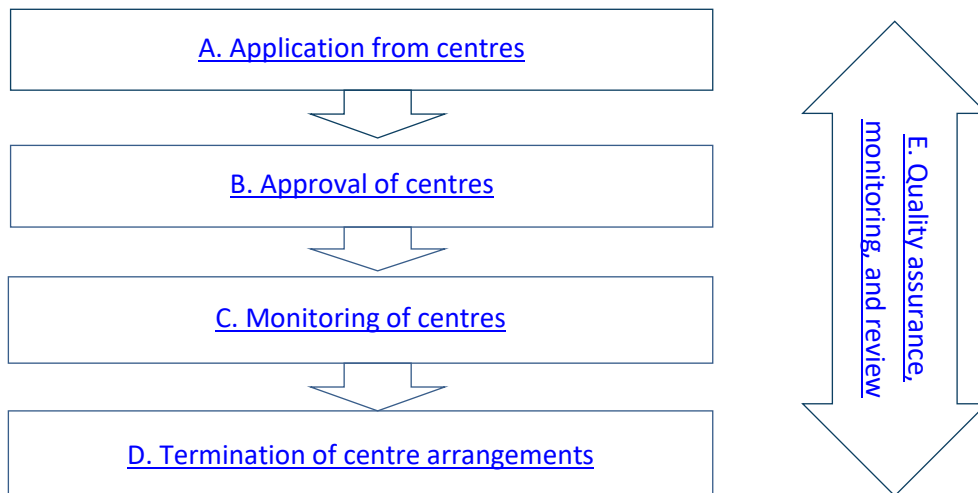 A. Application from centres
B. Approval of centres
C. Monitoring of centres
D. Termination of centre arrangements
E. Quality assurance,
monitoring, and review